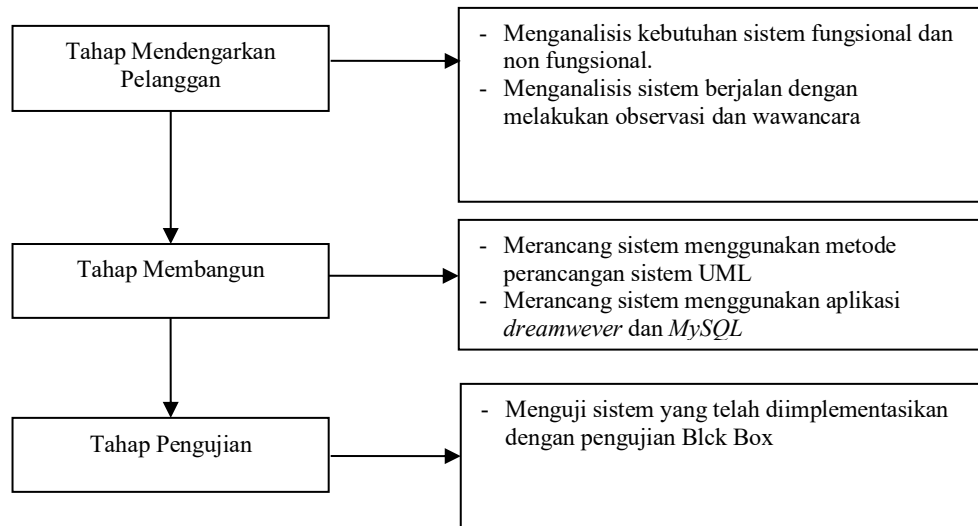 Tahap Mendengarkan
Pelanggan
- Menganalisis kebutuhan sistem fungsional dan
non fungsional.
- Menganalisis sistem berjalan dengan
melakukan observasi dan wawancara
Tahap Membangun
- Merancang sistem menggunakan metode
perancangan sistem UML
- Merancang sistem menggunakan aplikasi
dreamwever dan MySQL
Tahap Pengujian
- Menguji sistem yang telah diimplementasikan
dengan pengujian Blck Box